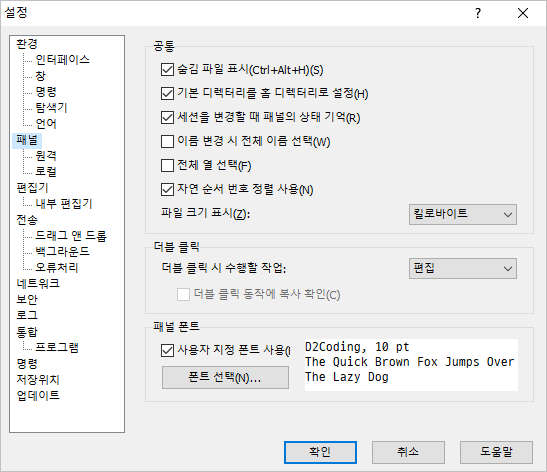 설정
환경
인터페이스
창
명령
탐색기
언어
패널
원격
로컬
편집기
내부 편집기
전송
드래그 앤 드롭
백그라운드
오류처리
네트워크
보안
로그
통합
프로그램
명령
저장위치
업데이트
공통
숨김 파일 표시(Ctrl+Alt+H)(S)
기본 디렉터리를 홈 디렉터리로 설정(H)
세션을 변경할 때 패널의 상태 기억(R)
이름 변경 시 전체 이름 선택(W)
전체 열 선택(F)
자연 순서 번호 정렬 사용(N)
파일 크기 표시(Z): 킬로바이트
더블 클릭
더블 클릭 시 수행할 작업: 편집
더블 클릭 동작에 복사 확인(C)
패널 폰트
사용자 지정 폰트 사용(
폰트 선택(N)...
D2Coding, 10 pt
The Quick Brown Fox Jumps Over
The Lazy Dog
확인 취소 도움말